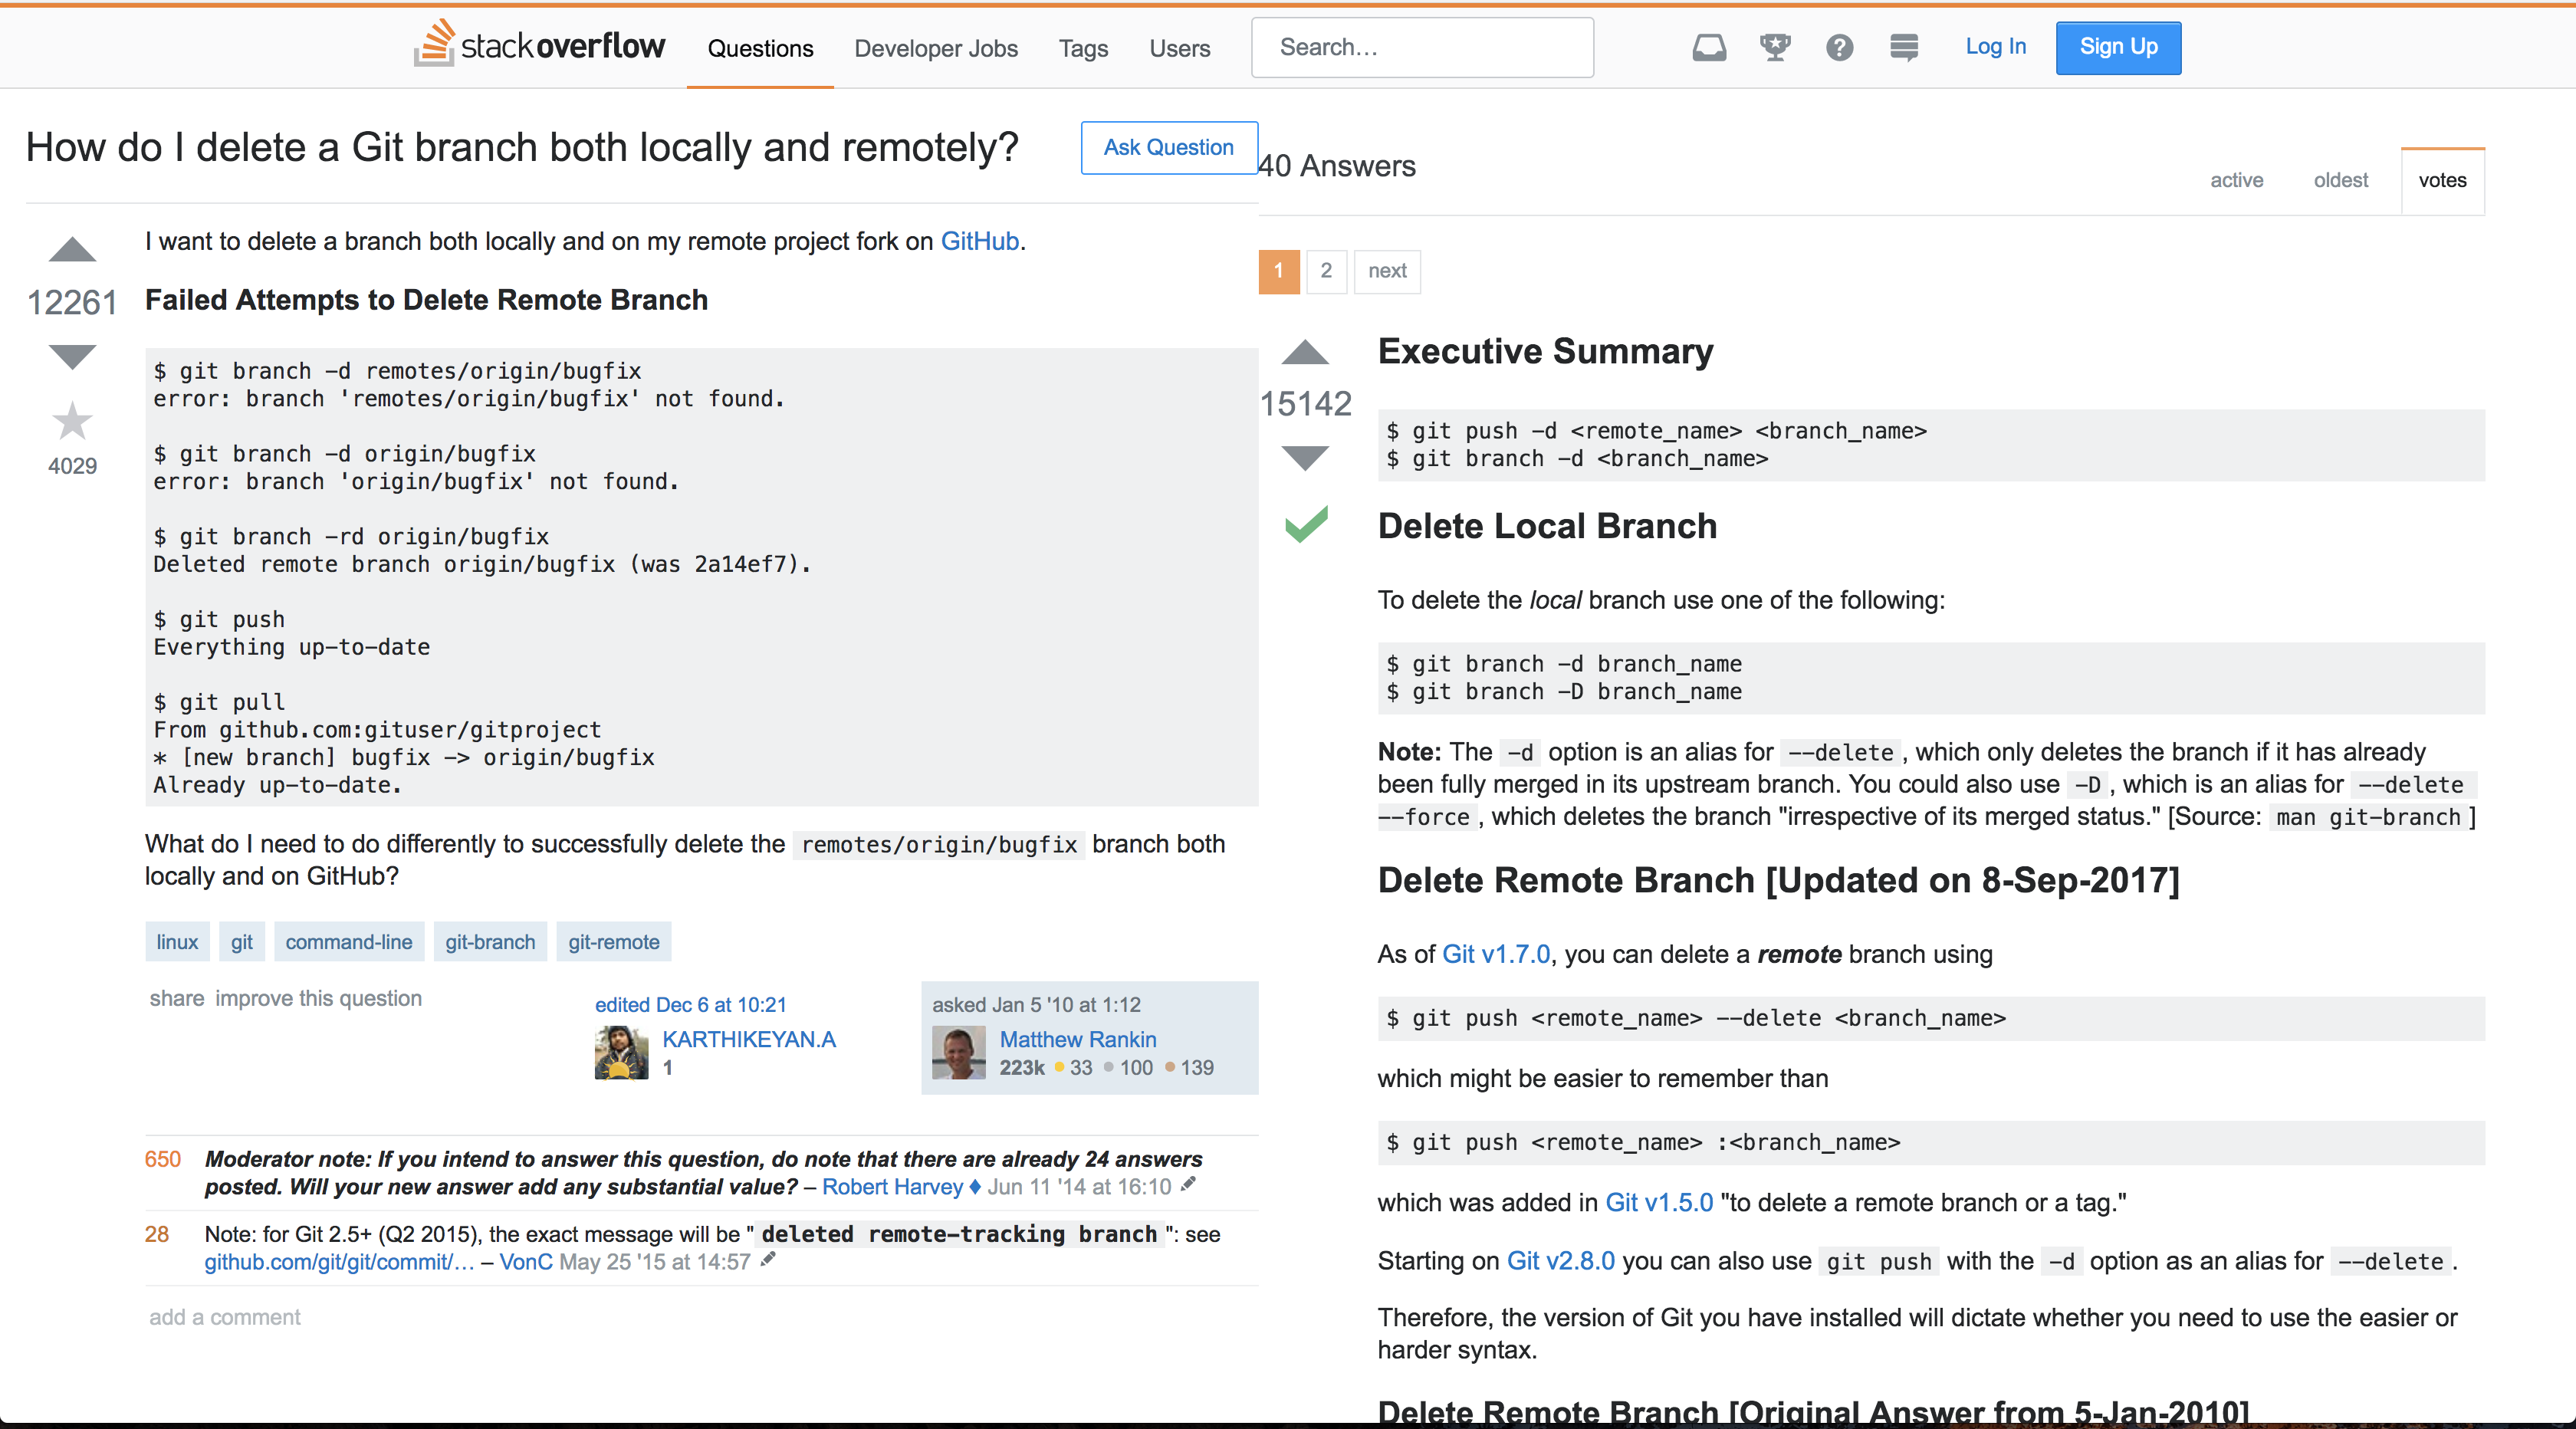 stackoverflow
Questions
Developer Jobs
Tags
Users
Search…
Log In
Sign Up
How do I delete a Git branch both locally and remotely?
Ask Question
12261
4029
I want to delete a branch both locally and on my remote project fork on GitHub.
Failed Attempts to Delete Remote Branch
$ git branch -d remotes/origin/bugfix
error: branch 'remotes/origin/bugfix' not found.
$ git branch -d origin/bugfix
error: branch 'origin/bugfix' not found.
$ git branch -rd origin/bugfix
Deleted remote branch origin/bugfix (was 2a14ef7).
$ git push
Everything up-to-date
$ git pull
From github.com:gituser/gitproject
* [new branch] bugfix -> origin/bugfix
Already up-to-date.
What do I need to do differently to successfully delete the remotes/origin/bugfix branch both
locally and on GitHub?
linux git command-line git-branch git-remote
share improve this question
edited Dec 6 at 10:21
KARTHIKEYAN.A
1
asked Jan 5 '10 at 1:12
Matthew Rankin
223k 33 100 139
650
Moderator note: If you intend to answer this question, do note that there are already 24 answers
posted. Will your new answer add any substantial value? – Robert Harvey ♦ Jun 11 '14 at 16:10
28
Note: for Git 2.5+ (Q2 2015), the exact message will be "deleted remote-tracking branch": see
github.com/git/git/commit/… – VonC May 25 '15 at 14:57
add a comment
40 Answers
active
oldest
votes
1 2 next
15142
Executive Summary
$ git push -d <remote_name> <branch_name>
$ git branch -d <branch_name>
Delete Local Branch
To delete the local branch use one of the following:
$ git branch -d branch_name
$ git branch -D branch_name
Note: The -d option is an alias for --delete, which only deletes the branch if it has already
been fully merged in its upstream branch. You could also use -D, which is an alias for --delete
--force, which deletes the branch "irrespective of its merged status." [Source: man git-branch]
Delete Remote Branch [Updated on 8-Sep-2017]
As of Git v1.7.0, you can delete a remote branch using
$ git push <remote_name> --delete <branch_name>
which might be easier to remember than
$ git push <remote_name> :<branch_name>
which was added in Git v1.5.0 "to delete a remote branch or a tag."
Starting on Git v2.8.0 you can also use git push with the -d option as an alias for --delete.
Therefore, the version of Git you have installed will dictate whether you need to use the easier or
harder syntax.
Delete Remote Branch [Original Answer from 5-Jan-2010]